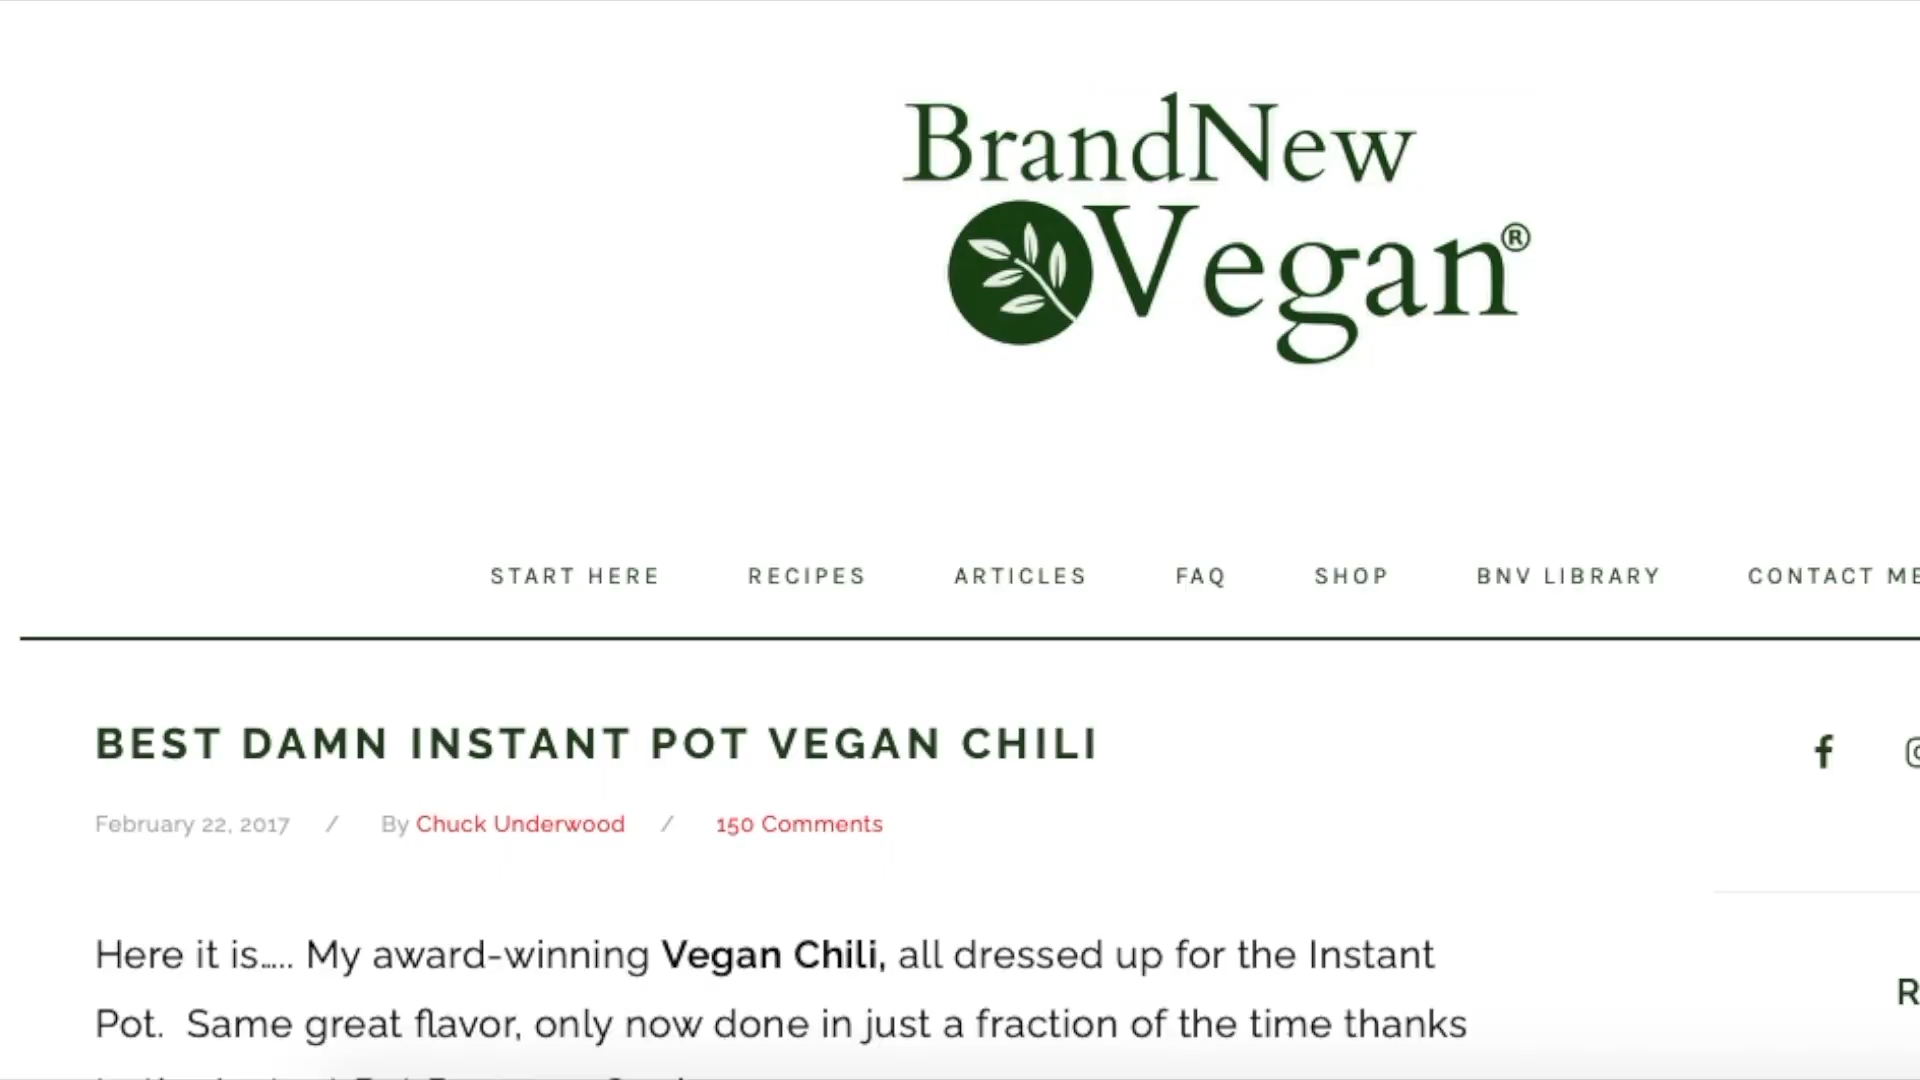 BrandNew
Vegan®
START HERE RECIPES ARTICLES FAQ SHOP BNV LIBRARY CONTACT ME
BEST DAMN INSTANT POT VEGAN CHILI
February 22, 2017 / By Chuck Underwood / 150 Comments
Here it is..... My award-winning Vegan Chili, all dressed up for the Instant
Pot. Same great flavor, only now done in just a fraction of the time thanks